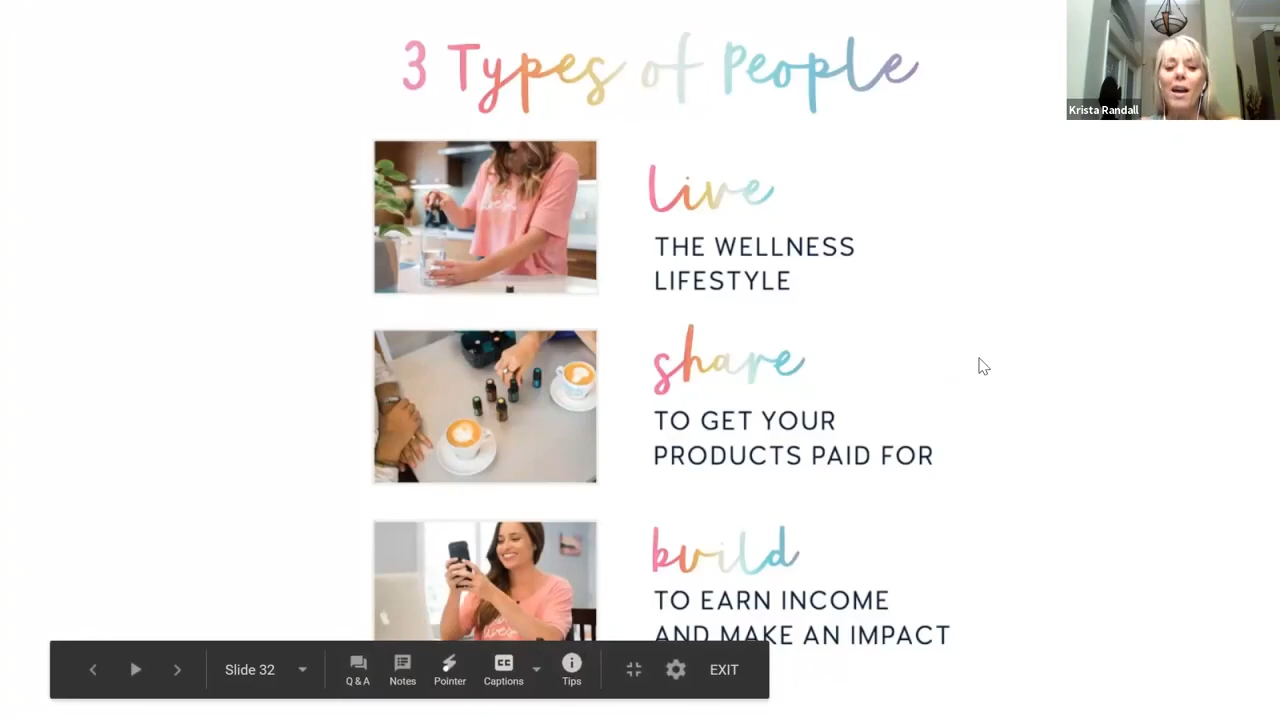 3 Types of People
Krista Randall
live
THE WELLNESS
LIFESTYLE
share
TO GET YOUR
PRODUCTS PAID FOR
build
TO EARN INCOME
AND MAKE AN IMPACT
Slide 32
Q & A
Notes
Pointer
CC
Captions
Tips
EXIT